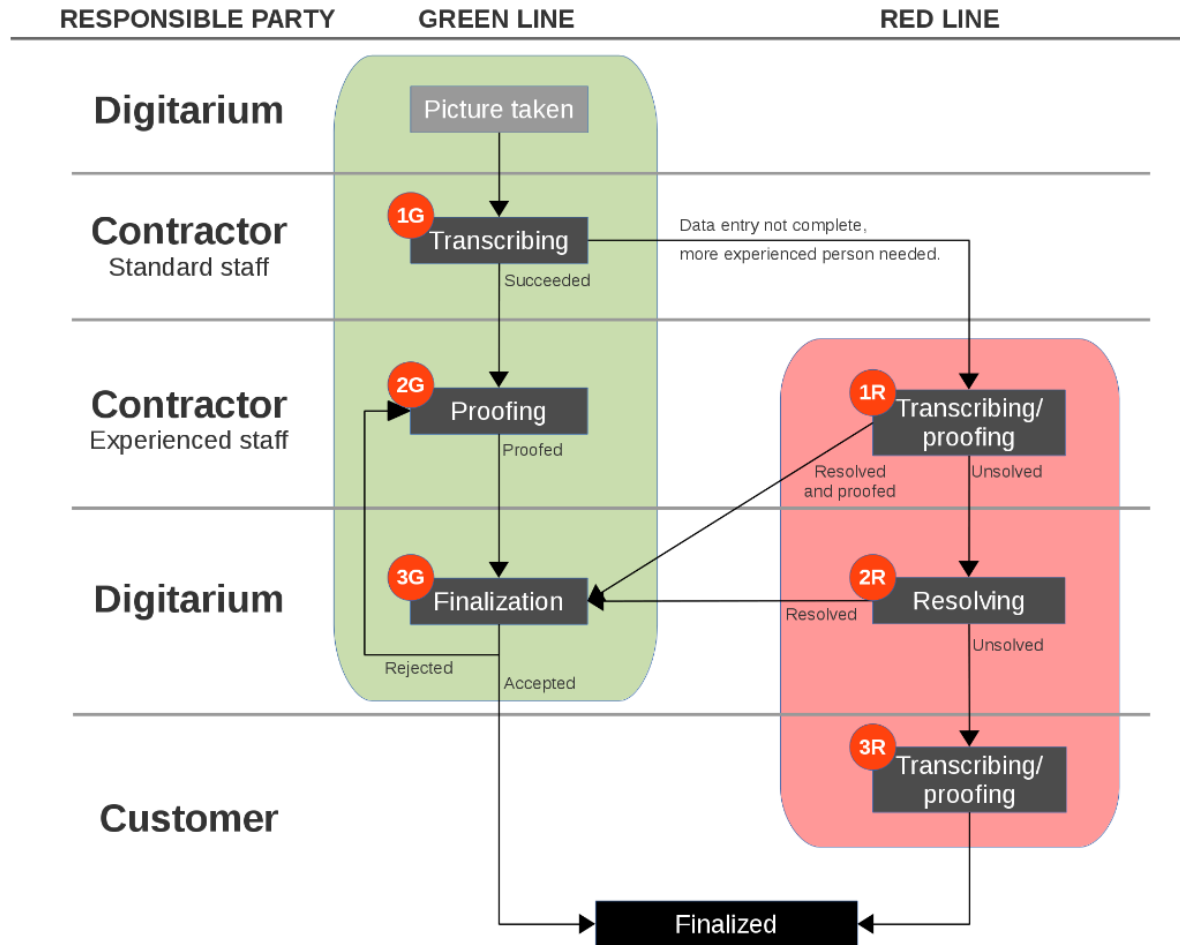 RESPONSIBLE PARTY
GREEN LINE
RED LINE
Digitarium
Picture taken
Contractor
Standard staff
1G
Transcribing
Data entry not complete,
more experienced person needed.
Succeeded
Contractor
Experienced staff
2G
Proofing
1R
Transcribing/
proofing
Proofed
Resolved
and proofed
Unsolved
Digitarium
3G
Finalization
2R
Resolving
Resolved
Unsolved
Rejected
Accepted
Customer
3R
Transcribing/
proofing
Finalized